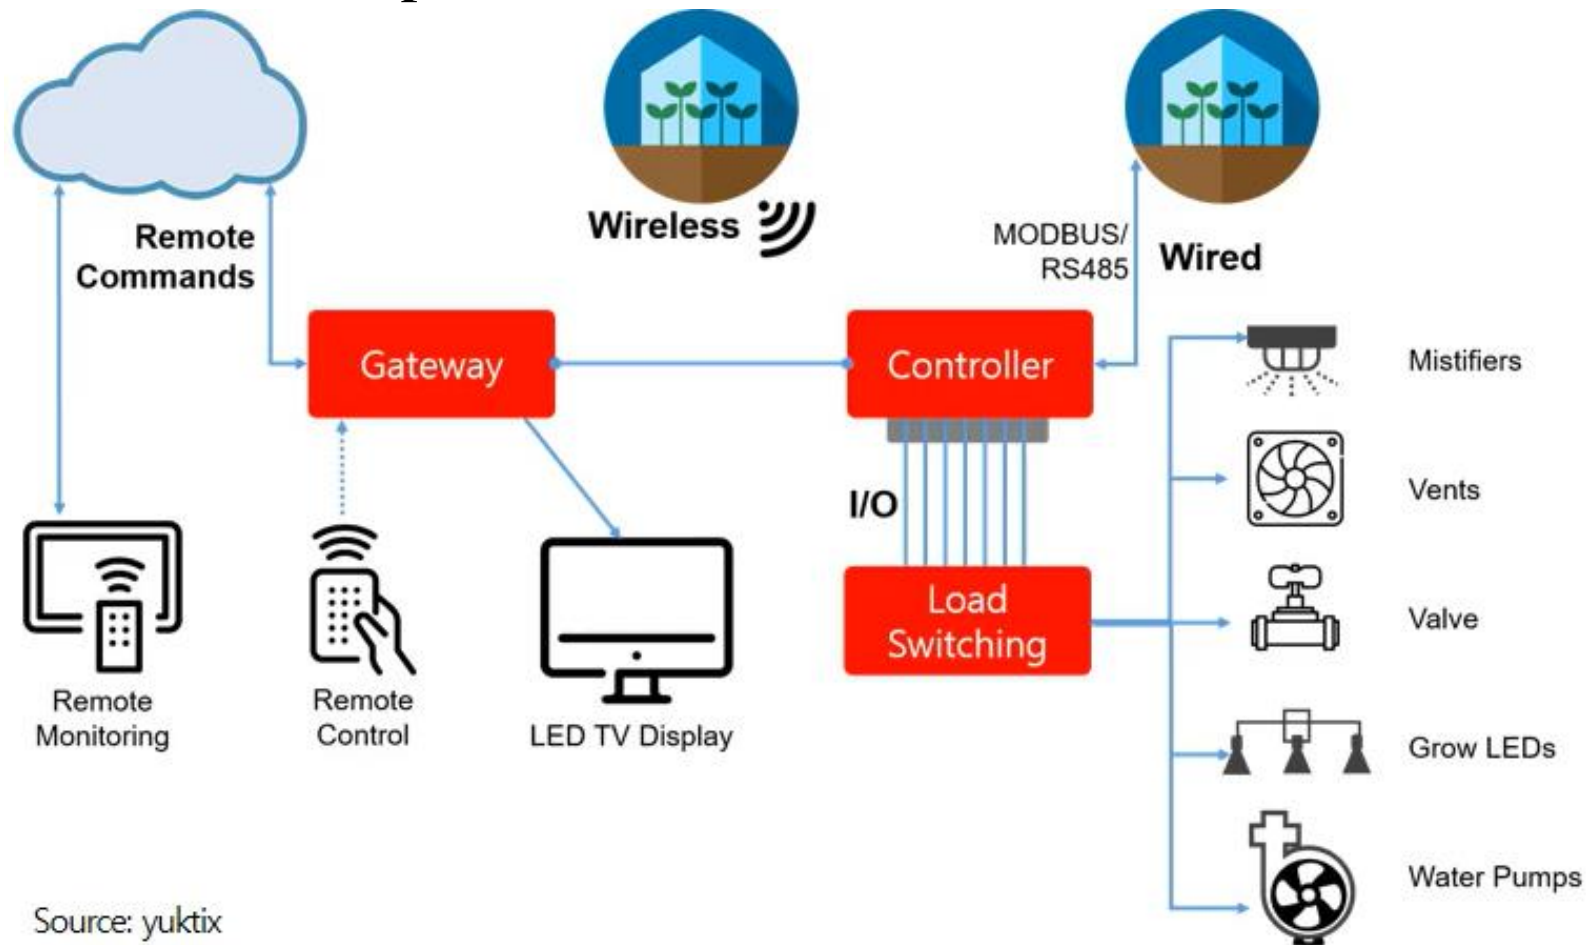 Wireless
Remote
Commands
MODBUS/
RS485
Wired
Gateway
Controller
Mistifiers
Vents
I/O
Load
Switching
Valve
Remote
Monitoring
Remote
Control
LED TV Display
Grow LEDs
Water Pumps
Source: yuktix